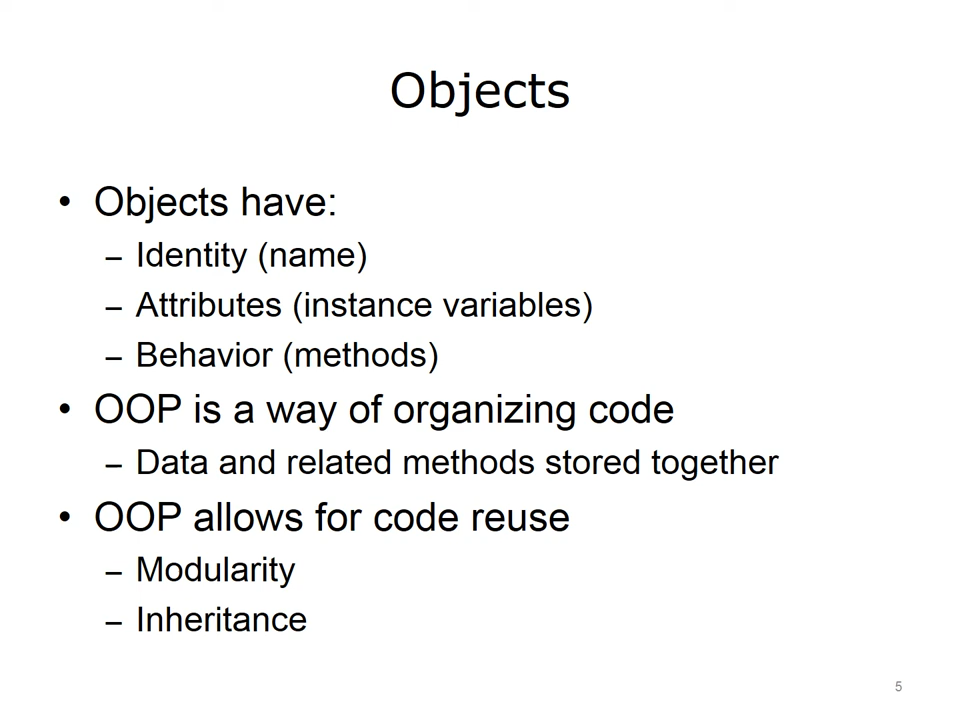 Objects
• Objects have:
– Identity (name)
– Attributes (instance variables)
– Behavior (methods)
• OOP is a way of organizing code
– Data and related methods stored together
• OOP allows for code reuse
– Modularity
– Inheritance
5